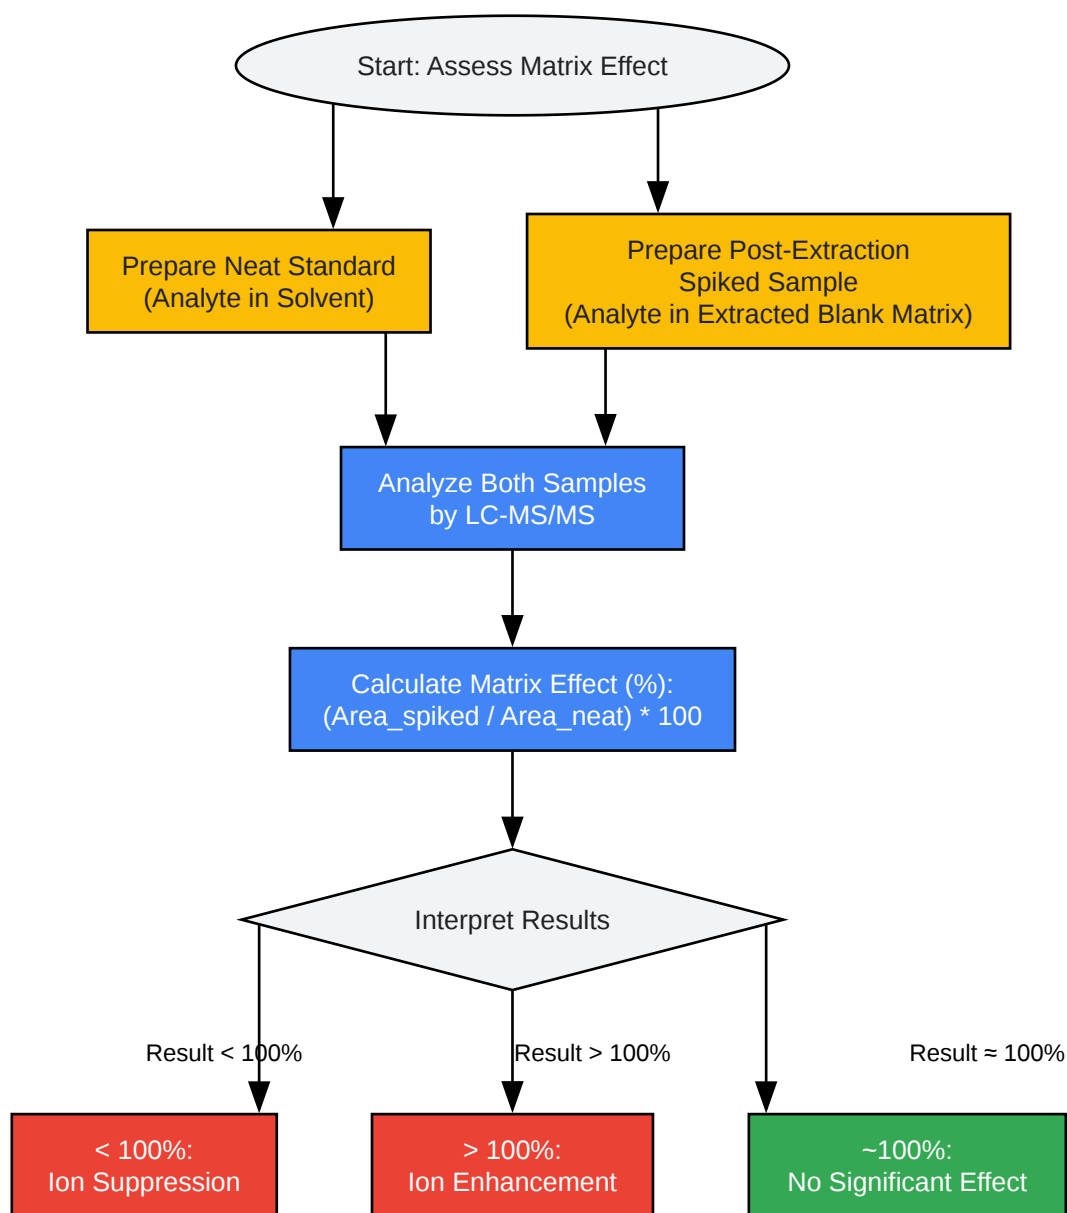 Start: Assess Matrix Effect
Prepare Neat Standard
(Analyte in Solvent)
Prepare Post-Extraction
Spiked Sample
(Analyte in Extracted Blank Matrix)
Analyze Both Samples
by LC-MS/MS
Calculate Matrix Effect (%):
(Area_spiked / Area_neat) * 100
Interpret Results
Result < 100%
Result > 100%
Result ≈ 100%
< 100%:
Ion Suppression
> 100%:
Ion Enhancement
~100%:
No Significant Effect